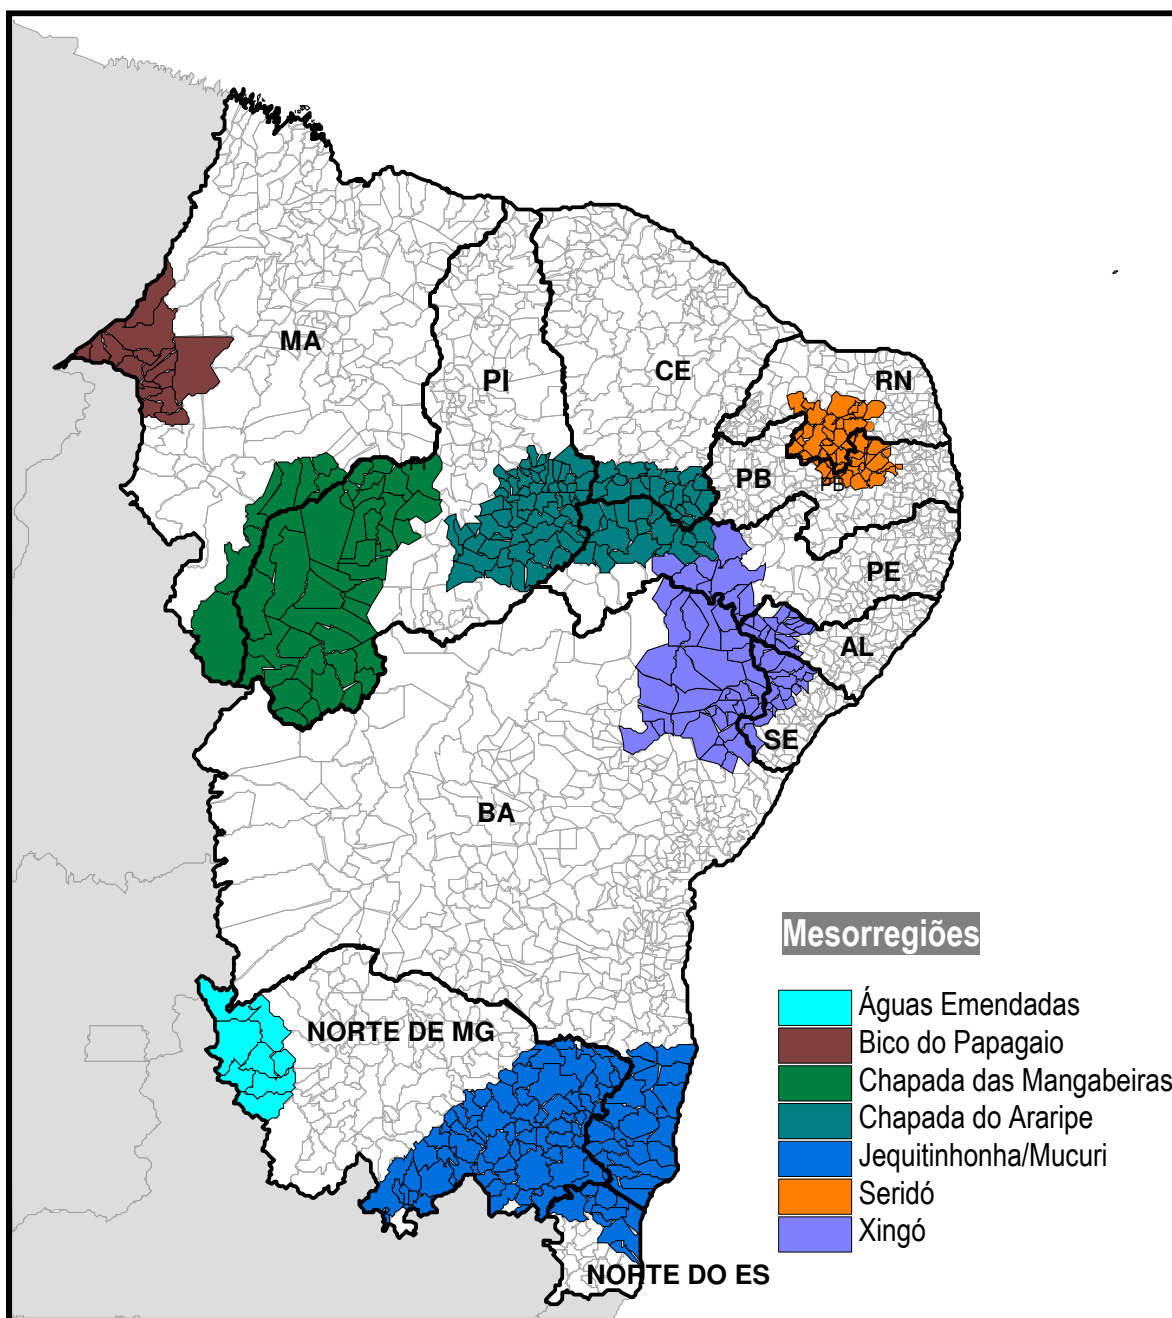 MA
PI
CE
RN
PB
PB
PE
AL
SE
BA
NORTE DE MG
NORTE DO ES
Mesorregiões
Águas Emendadas
Bico do Papagaio
Chapada das Mangabeiras
Chapada do Araripe
Jequitinhonha/Mucuri
Seridó
Xingó